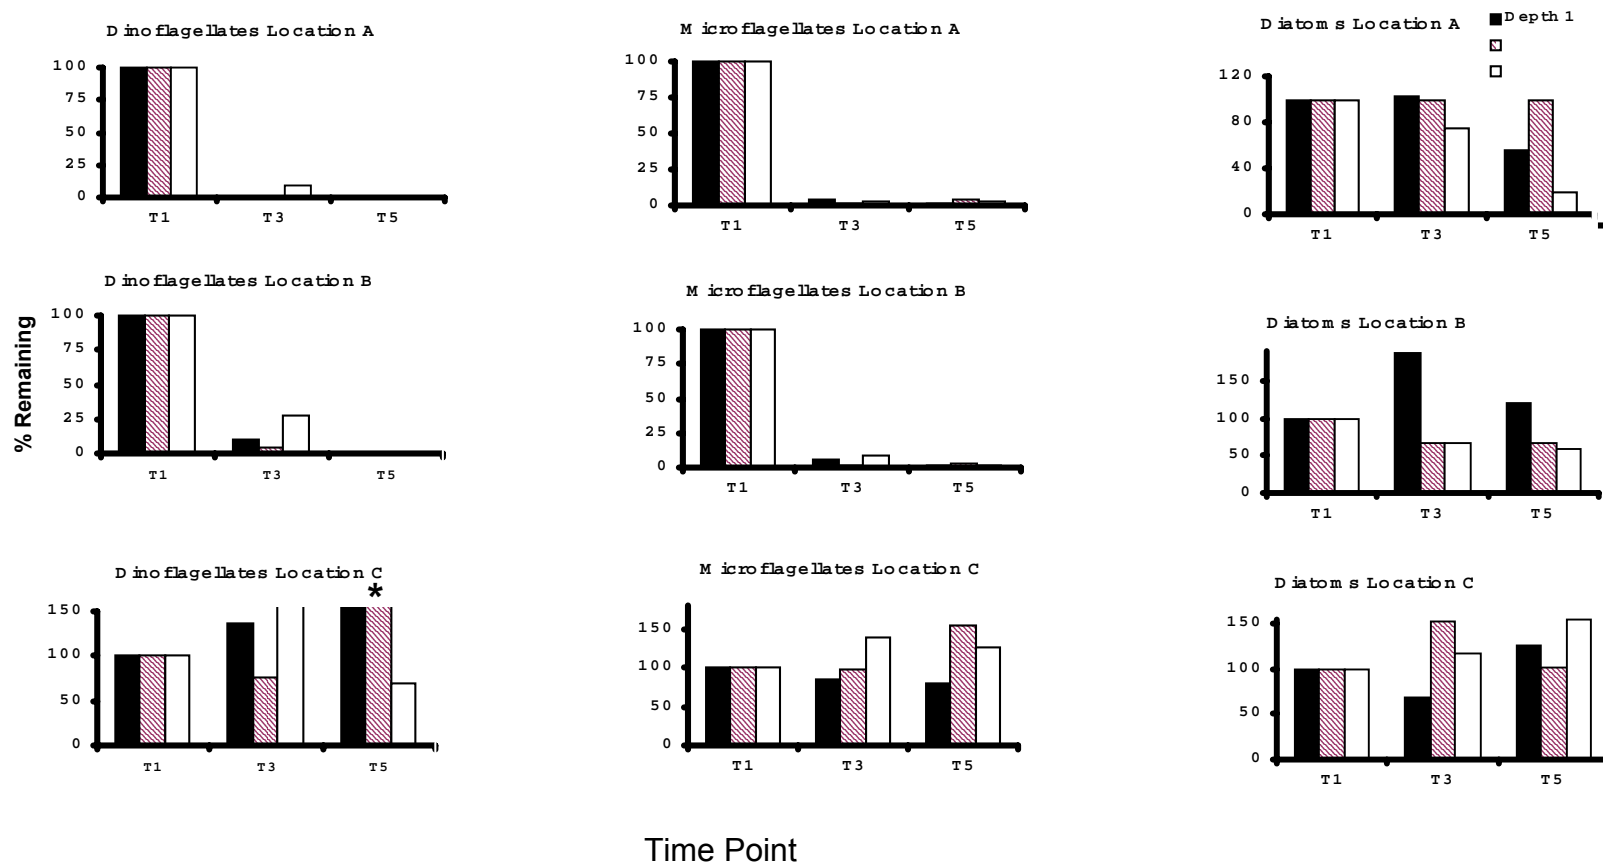 Dinoflagellates Location A
100
75
50
25
0
T1 T3 T5
Microflagellates Location A
100
75
50
25
0
T1 T3 T5
Diatoms Location A
Depth 1
120
80
40
0
T1 T3 T5
% Remaining
Dinoflagellates Location B
100
75
50
25
0
T1 T3 T5
Microflagellates Location B
100
75
50
25
0
T1 T3 T5
Diatoms Location B
150
100
50
0
T1 T3 T5
Dinoflagellates Location C
*
150
100
50
0
T1 T3 T5
Microflagellates Location C
150
100
50
0
T1 T3 T5
Diatoms Location C
150
100
50
0
T1 T3 T5
Time Point